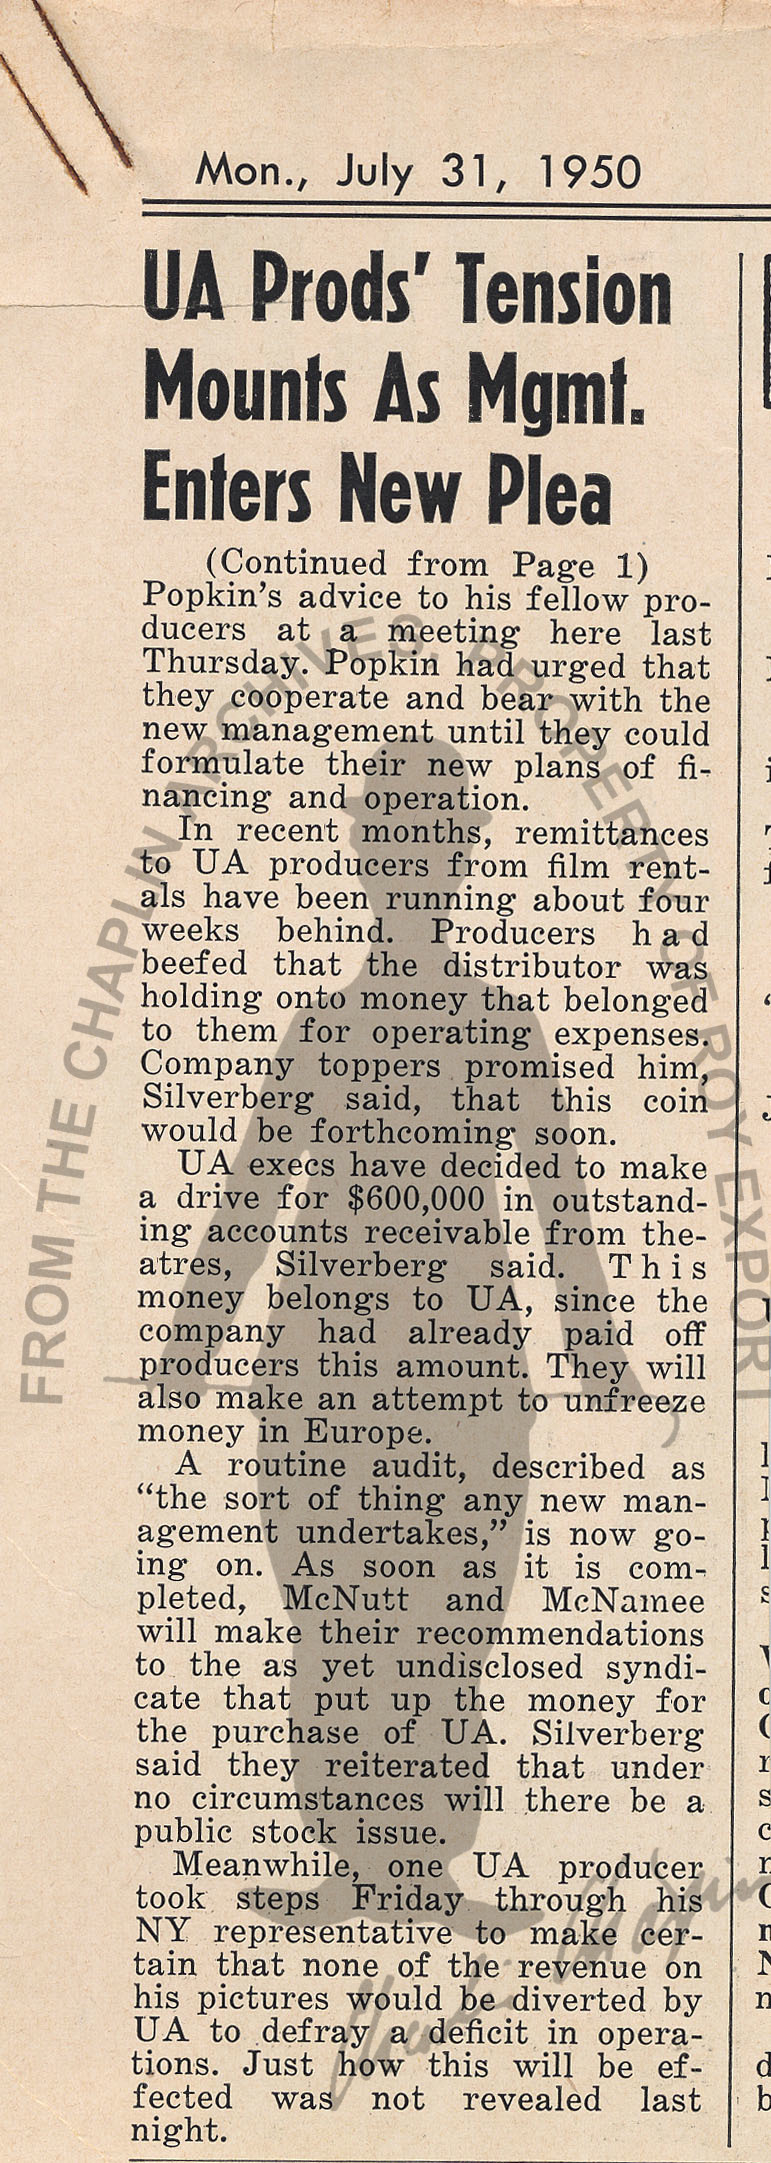 Mon., July 31, 1950
UA Prods' Tension
Mounts As Mgmt.
Enters New Plea
(Continued from Page 1)
Popkin's advice to his fellow pro-
ducers at a meeting here last
Thursday. Popkin had urged that
they cooperate and bear with the
new management until they could
formulate their new plans of fi-
nancing and operation.
In recent months, remittances
to UA producers from film rent-
als have been running about four
weeks behind. Producers had
beefed that the distributor was
holding onto money that belonged
to them for operating expenses.
Company toppers promised him,
Silverberg said, that this coin
would be forthcoming soon.
UA execs have decided to make
a drive for $600,000 in outstand-
ing accounts receivable from the-
atres, Silverberg said. This
money belongs to UA, since the
company had already paid off
producers this amount. They will
also make an attempt to unfreeze
money in Europe.
A routine audit, described as
“the sort of thing any new man-
agement undertakes,” is now go-
ing on. As soon as it is com-
pleted, McNutt and McNamee
will make their recommendations
to the as yet undisclosed syndi-
cate that put up the money for
the purchase of UA. Silverberg
said they reiterated that under
no circumstances will there be a
public stock issue.
Meanwhile, one UA producer
took steps Friday through his
NY representative to make cer-
tain that none of the revenue on
his pictures would be diverted by
UA to defray a deficit in opera-
tions. Just how this will be ef-
fected was not revealed last
night.
FROM THE CHAPLIN ARCHIVES. PROPERTY OF ROY EXPORT